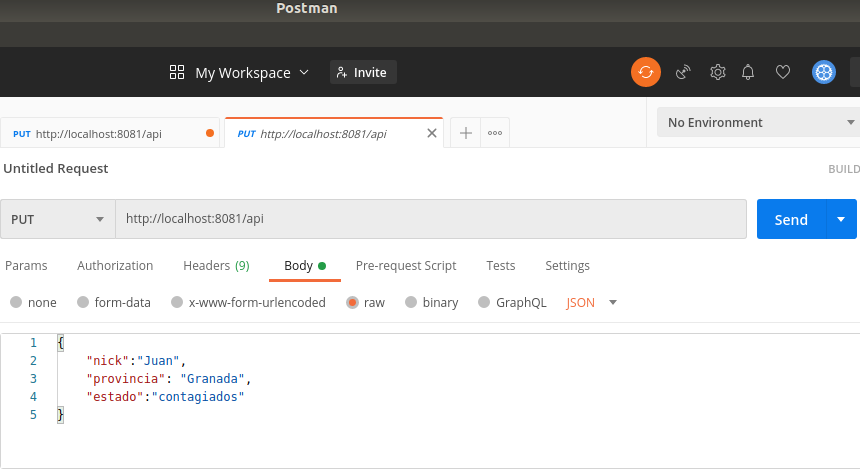 Postman
My Workspace
Invite
PUT http://localhost:8081/api
PUT http://localhost:8081/api
No Environment
Untitled Request
BUILD
PUT
http://localhost:8081/api
Send
Params Authorization Headers (9) Body Pre-request Script Tests Settings
none form-data x-www-form-urlencoded raw binary GraphQL JSON
1 {
2 "nick":"Juan",
3 "provincia": "Granada",
4 "estado":"contagiados"
5 }